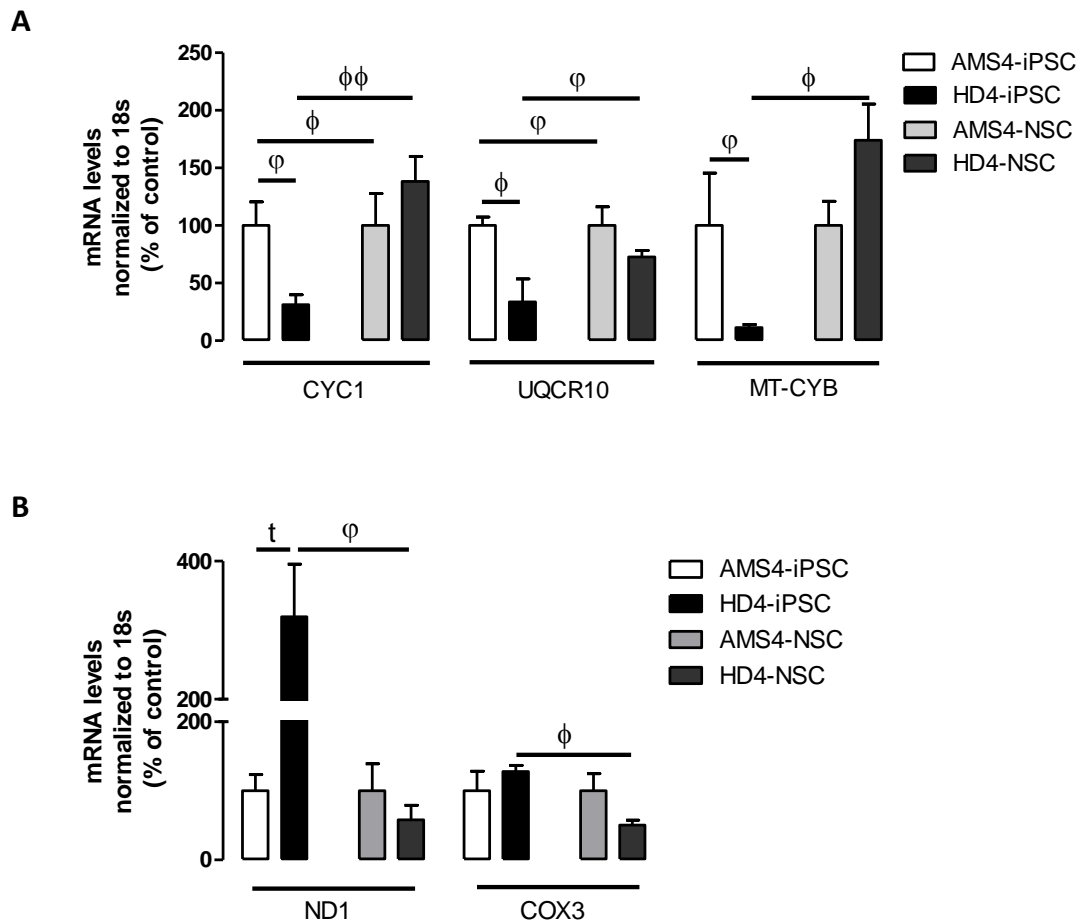 A
mRNA levels
normalized to 18s
(% of control)
250
200
150
100
50
0
ϕϕ
ϕ
φ
φ
φ
ϕ
ϕ
φ
CYC1
UQCR10
MT-CYB
AMS4-iPSC
HD4-iPSC
AMS4-NSC
HD4-NSC
B
mRNA levels
normalized to 18s
(% of control)
400
200
200
0
t
φ
ϕ
ND1
COX3
AMS4-iPSC
HD4-iPSC
AMS4-NSC
HD4-NSC